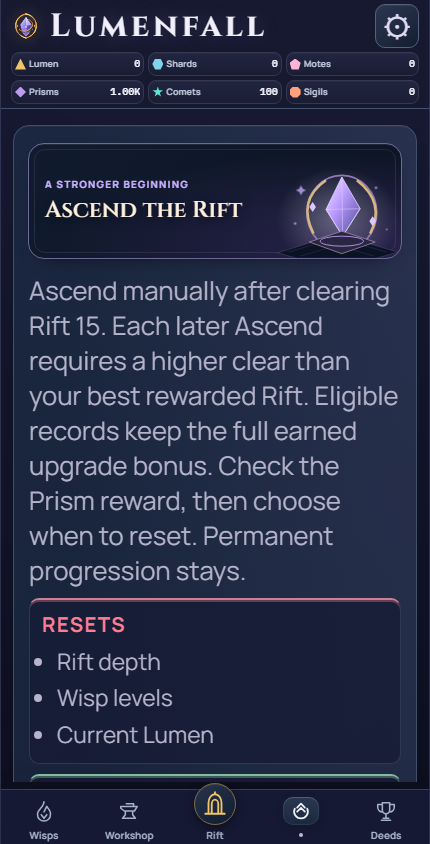 LUMENFALL
Lumen 0
Shards 0
Motes 0
Prisms 1.00K
Comets 100
Sigils 0
A STRONGER BEGINNING
ASCEND THE RIFT
Ascend manually after clearing
Rift 15. Each later Ascend
requires a higher clear than
your best rewarded Rift. Eligible
records keep the full earned
upgrade bonus. Check the
Prism reward, then choose
when to reset. Permanent
progression stays.
RESETS
• Rift depth
• Wisp levels
• Current Lumen
Wisps
Workshop
Rift
Deeds